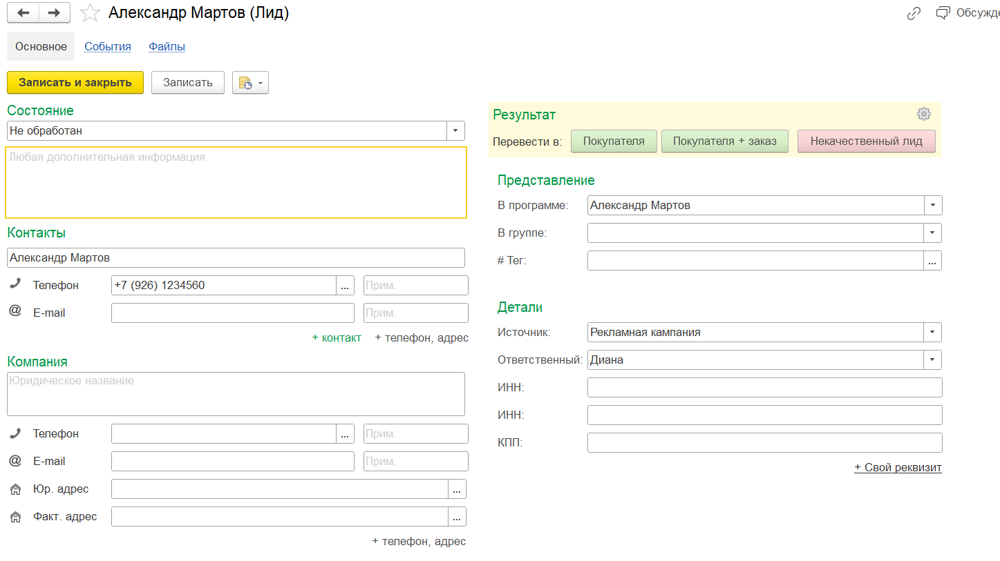 Александр Мартов (Лид)
Обсужде
Основное События Файлы
Записать и закрыть Записать
Состояние
Не обработан
Любая дополнительная информация
Контакты
Александр Мартов
Телефон +7 (926) 1234560 ... Прим.
@ E-mail Прим.
+ контакт + телефон, адрес
Компания
Юридическое название
Телефон ... Прим.
@ E-mail Прим.
Юр. адрес ...
Факт. адрес ...
+ телефон, адрес
Результат
Перевести в: Покупателя Покупателя + заказ Некачественный лид
Представление
В программе: Александр Мартов
В группе:
# Тег: ...
Детали
Источник: Рекламная кампания
Ответственный: Диана
ИНН:
ИНН:
КПП:
+ Свой реквизит